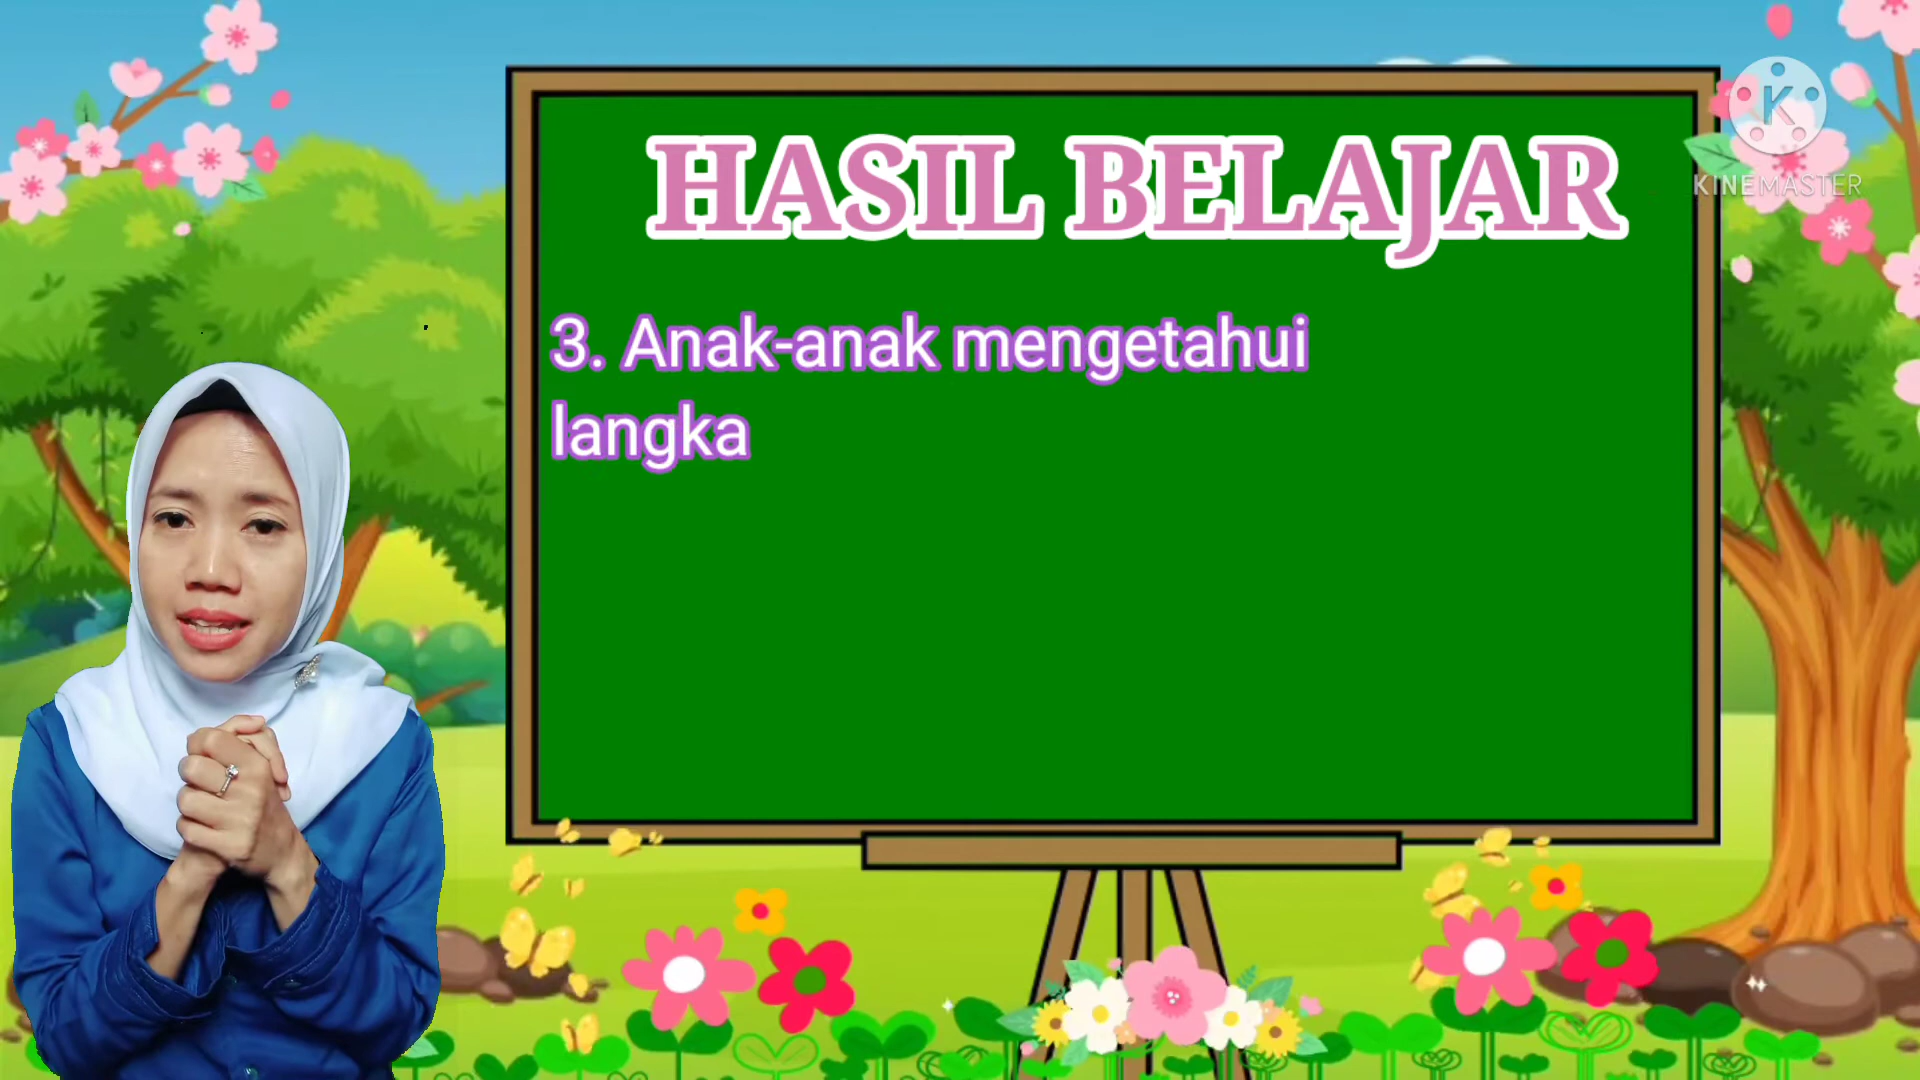 HASIL BELAJAR
K
KINEMASTER
3. Anak-anak mengetahui
langka